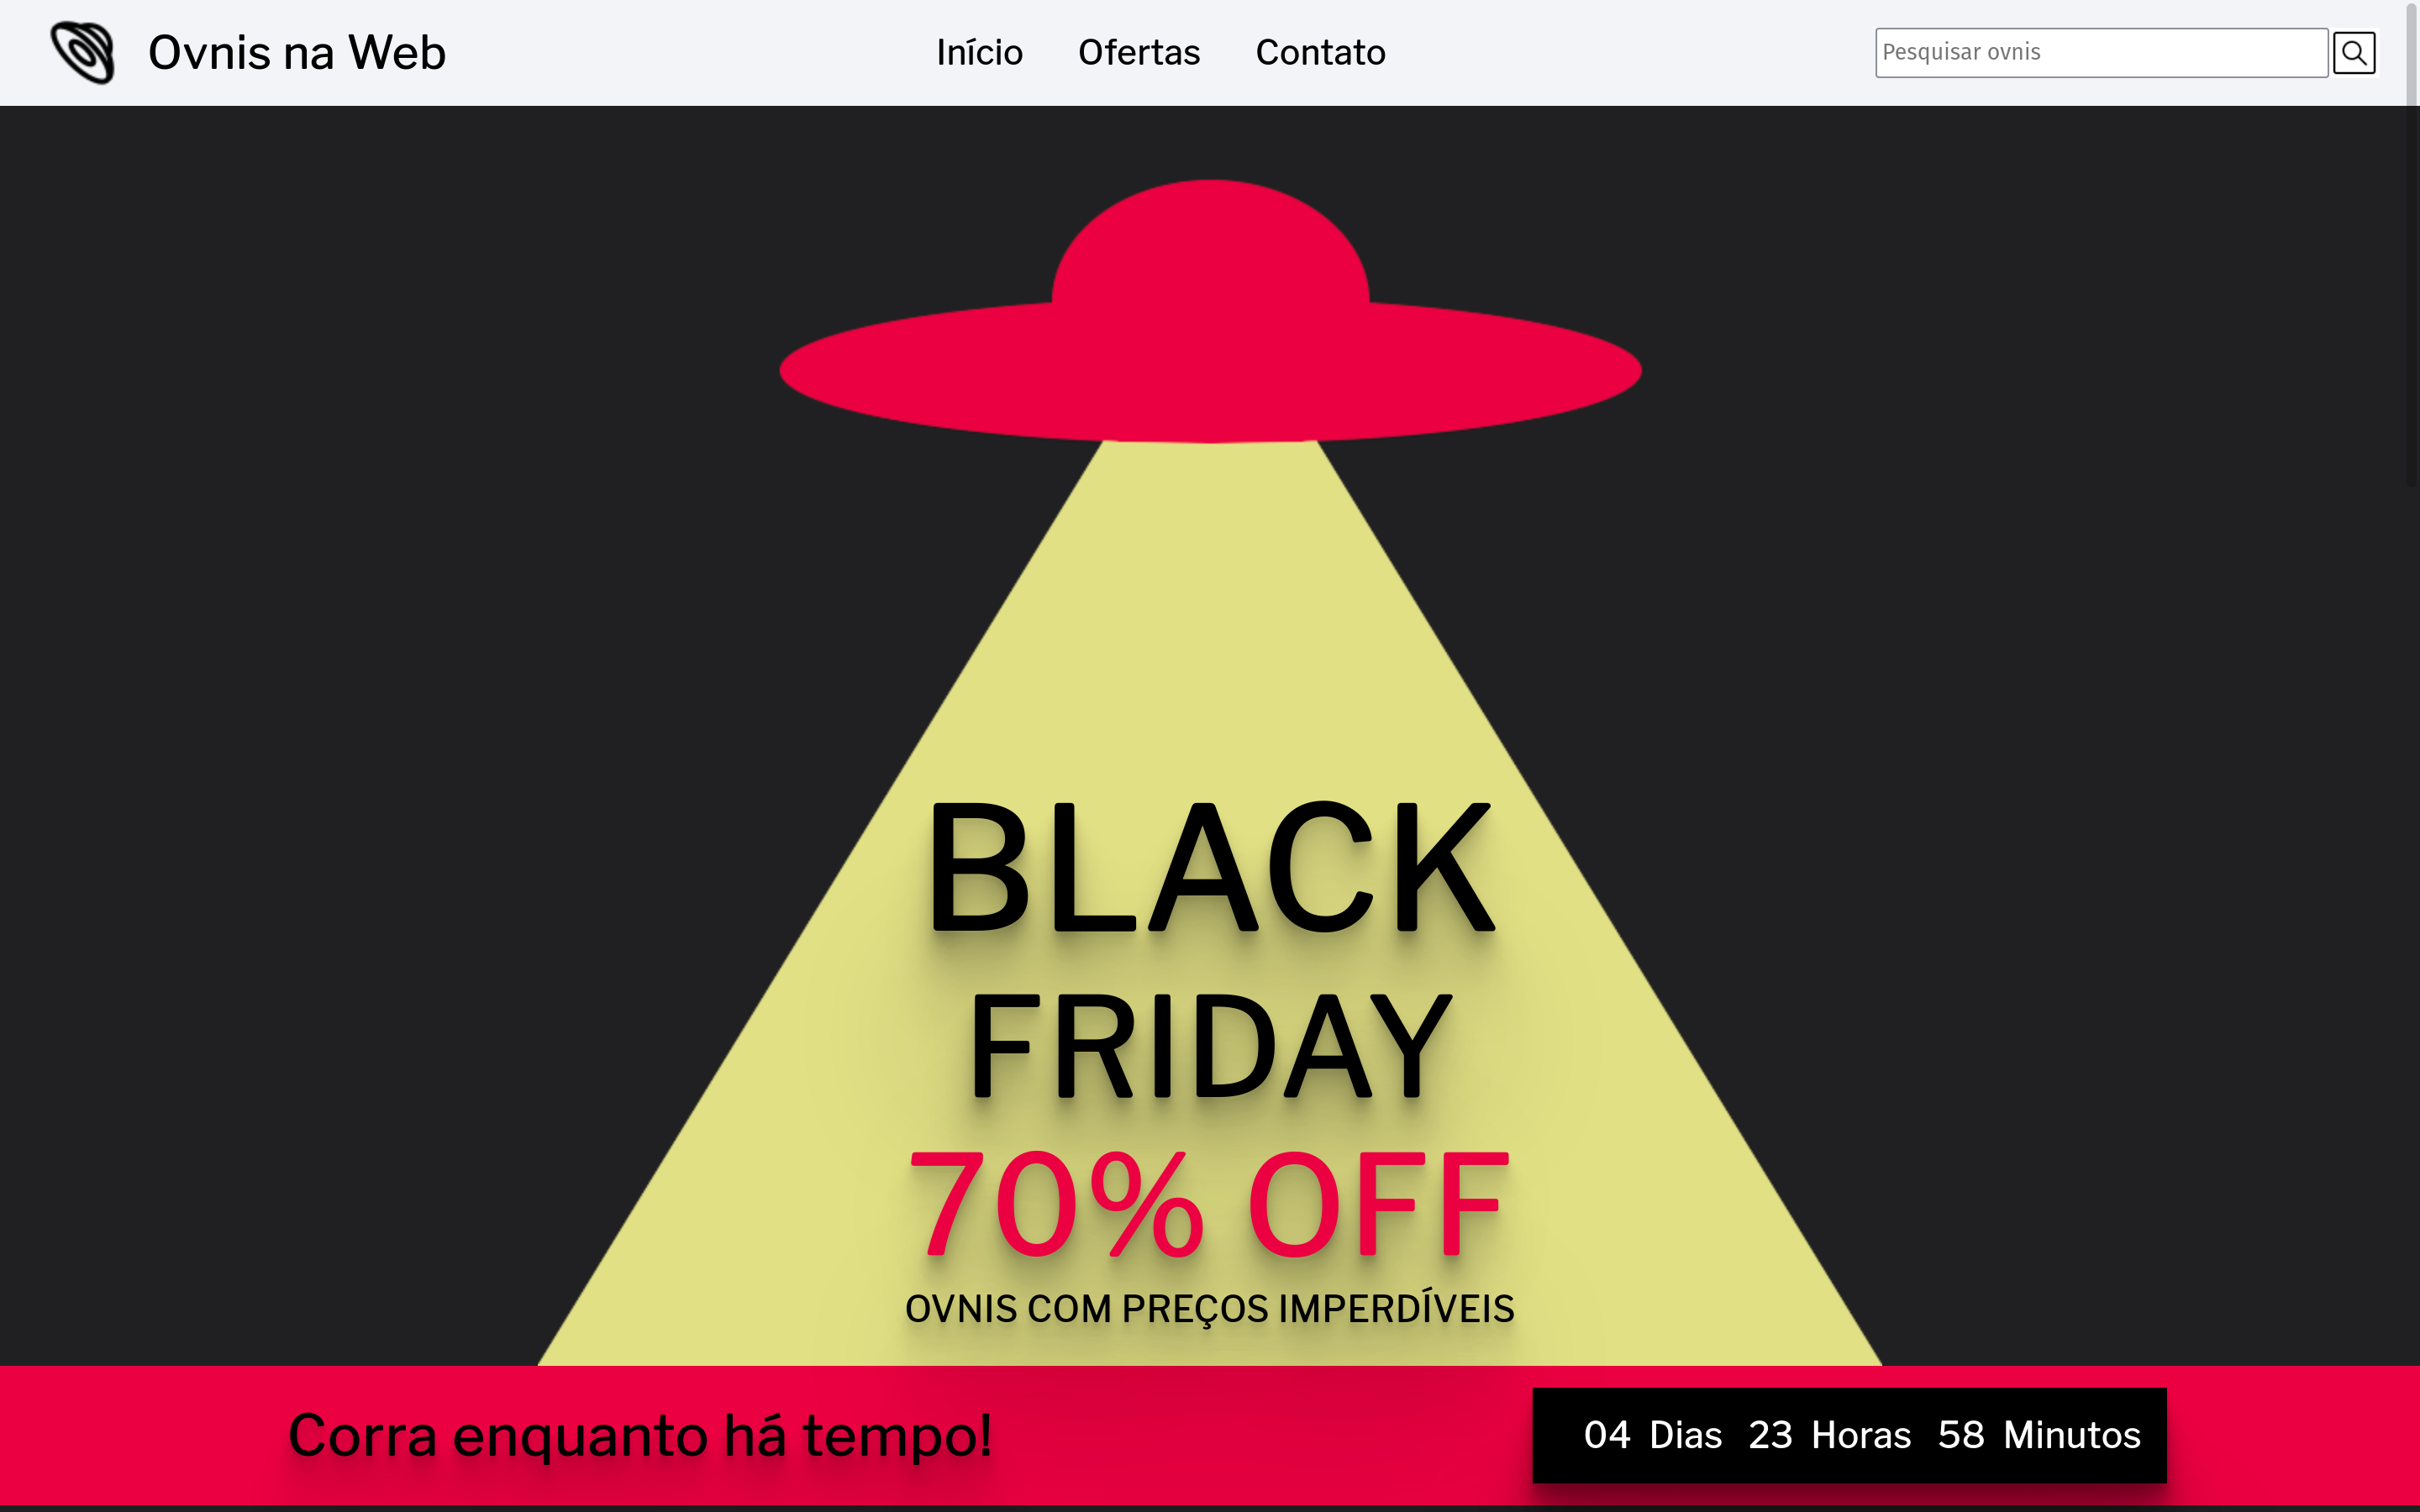 Ovnis na Web
Início Ofertas Contato
Pesquisar ovnis
BLACK
FRIDAY
70% OFF
OVNIS COM PREÇOS IMPERDÍVEIS
Corra enquanto há tempo!
04 Dias 23 Horas 58 Minutos